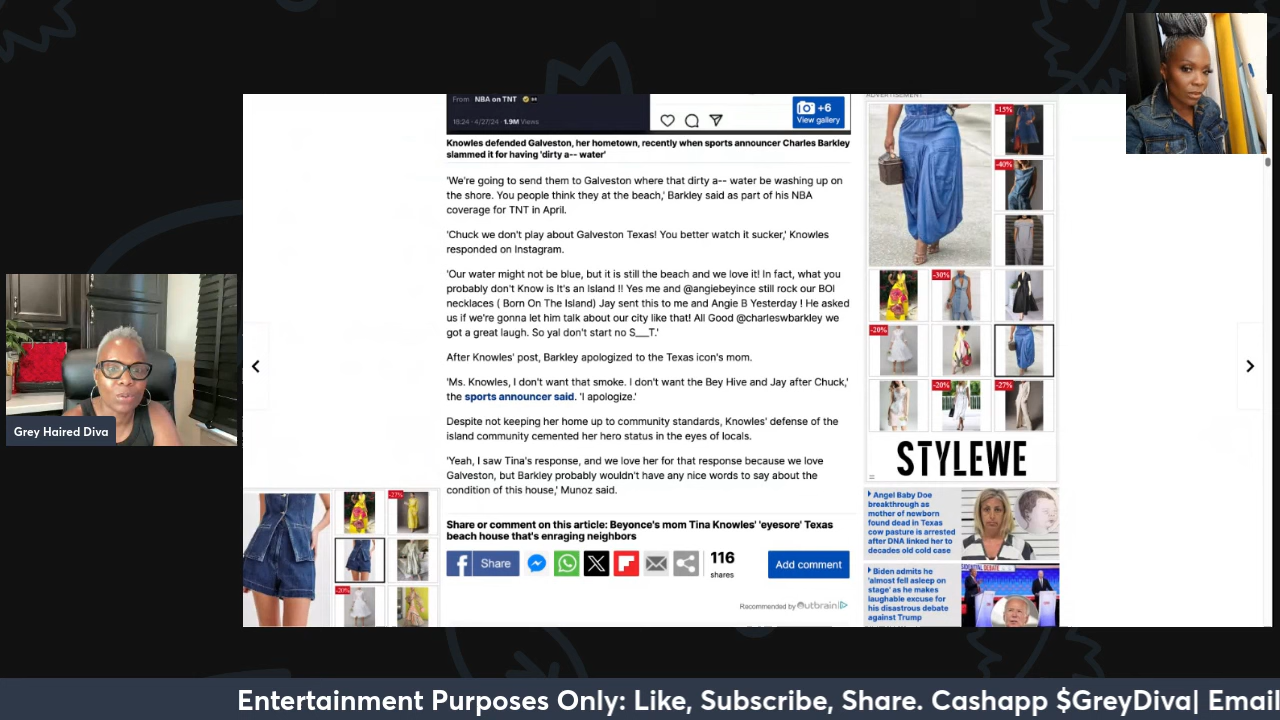 ADVERTISEMENT
From NBA on TNT
18:24 · 4/27/24 · 1.9M Views
+6
View gallery
Knowles defended Galveston, her hometown, recently when sports announcer Charles Barkley
slammed it for having 'dirty a-- water'
'We're going to send them to Galveston where that dirty a-- water be washing up on
the shore. You people think they at the beach,' Barkley said as part of his NBA
coverage for TNT in April.
'Chuck we don't play about Galveston Texas! You better watch it sucker,' Knowles
responded on Instagram.
'Our water might not be blue, but it is still the beach and we love it! In fact, what you
probably don't Know is It's an Island !! Yes me and @angiebeyince still rock our BOI
necklaces ( Born On The Island) Jay sent this to me and Angie B Yesterday ! He asked
us if we're gonna let him talk about our city like that! All Good @charleswbarkley we
got a great laugh. So yal don't start no S___T.'
After Knowles' post, Barkley apologized to the Texas icon's mom.
'Ms. Knowles, I don't want that smoke. I don't want the Bey Hive and Jay after Chuck,'
the sports announcer said. 'I apologize.'
Despite not keeping her home up to community standards, Knowles' defense of the
island community cemented her hero status in the eyes of locals.
'Yeah, I saw Tina's response, and we love her for that response because we love
Galveston, but Barkley probably wouldn't have any nice words to say about the
condition of this house,' Munoz said.
Share or comment on this article: Beyonce's mom Tina Knowles' 'eyesore' Texas
beach house that's enraging neighbors
Share
116
shares
Add comment
Recommended by Outbrain
-15%
-40%
-30%
-20%
-20%
-27%
STYLEWE
Angel Baby Doe
breakthrough as
mother of newborn
found dead in Texas
cow pasture is arrested
after DNA linked her to
decades old cold case
Biden admits he
'almost fell asleep on
stage' as he makes
laughable excuse for
his disastrous debate
against Trump
-27%
-20%
Grey Haired Diva
Entertainment Purposes Only: Like, Subscribe, Share. Cashapp $GreyDiva| Email